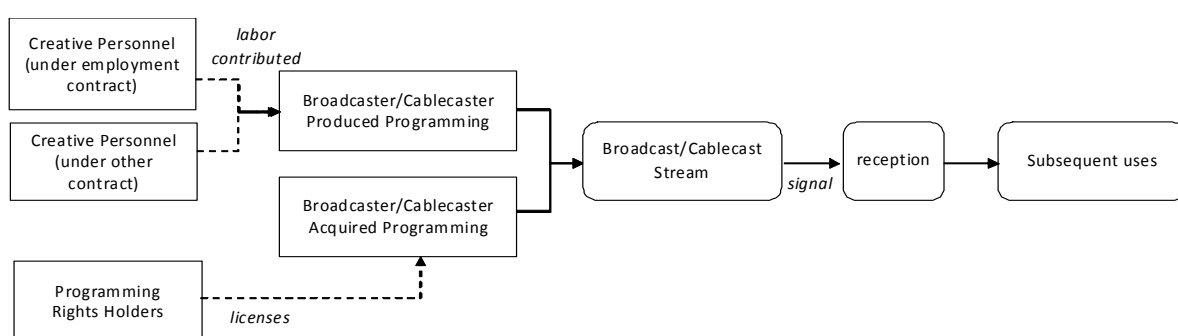 Creative Personnel
(under employment
contract)
labor
contributed
Creative Personnel
(under other
contract)
Broadcaster/Cablecaster
Produced Programming
Broadcaster/Cablecaster
Acquired Programming
Programming
Rights Holders
licenses
Broadcast/Cablecast
Stream
signal
reception
Subsequent uses